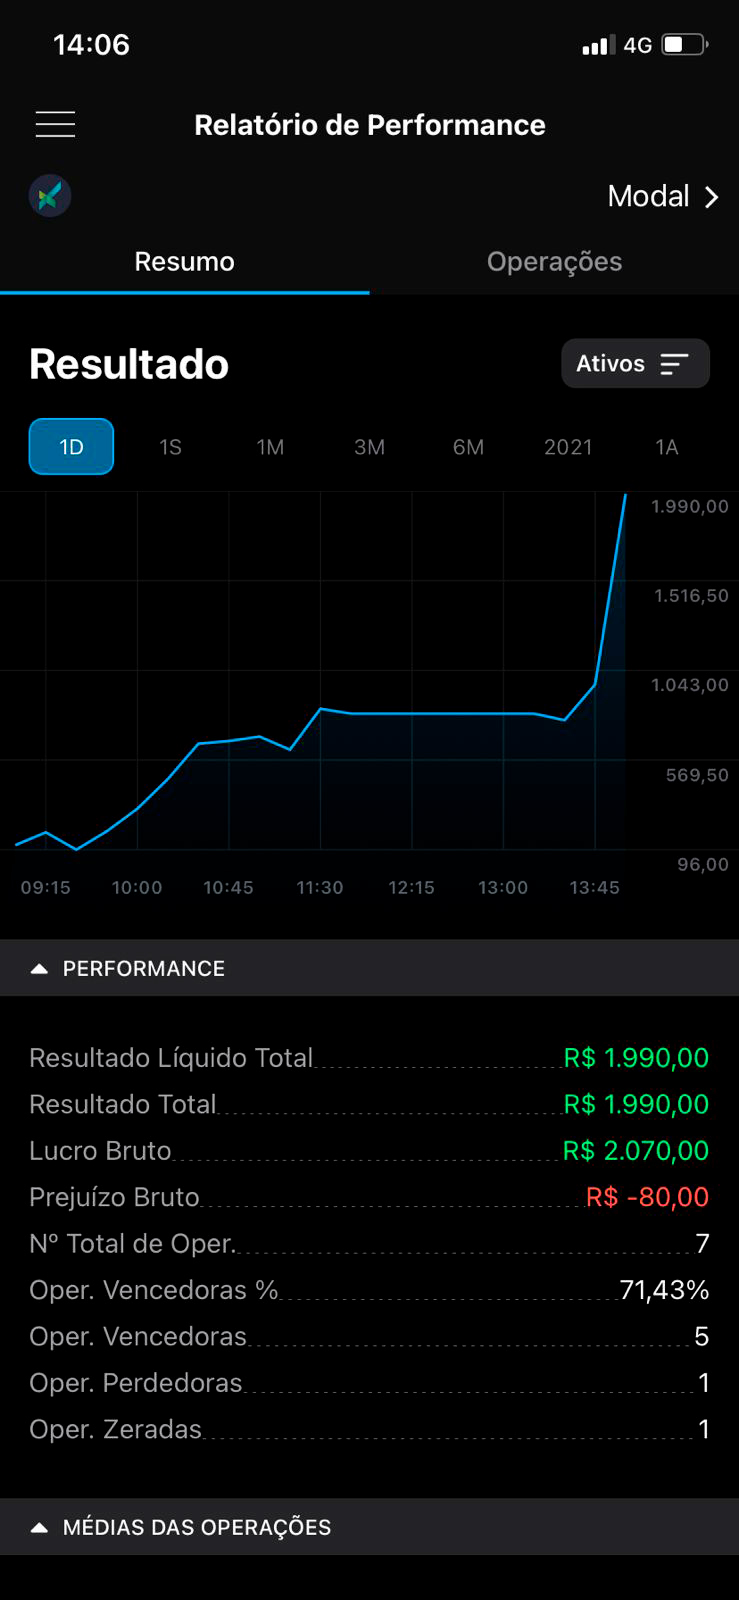 14:06 4G
Relatório de Performance
Modal
Resumo Operações
Resultado Ativos
1D 1S 1M 3M 6M 2021 1A
1.990,00
1.516,50
1.043,00
569,50
96,00
09:15 10:00 10:45 11:30 12:15 13:00 13:45
PERFORMANCE
Resultado Líquido Total R$ 1.990,00
Resultado Total R$ 1.990,00
Lucro Bruto R$ 2.070,00
Prejuízo Bruto R$ -80,00
Nº Total de Oper. 7
Oper. Vencedoras % 71,43%
Oper. Vencedoras 5
Oper. Perdedoras 1
Oper. Zeradas 1
MÉDIAS DAS OPERAÇÕES